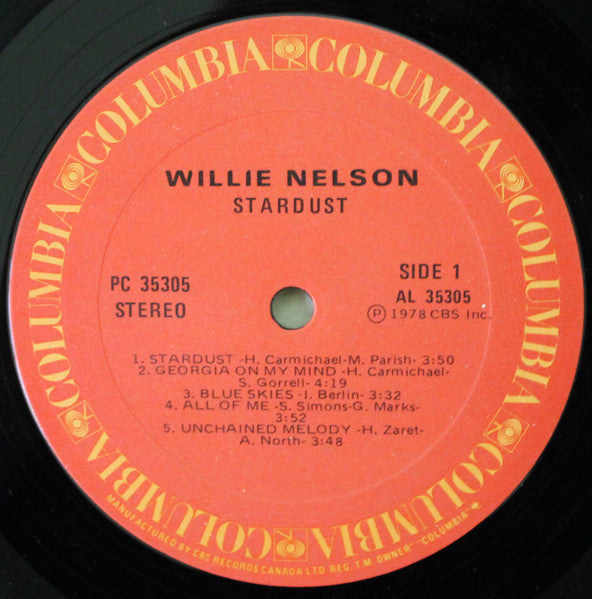 COLUMBIA COLUMBIA COLUMBIA COLUMBIA COLUMBIA COLUMBIA COLUMBIA
WILLIE NELSON
STARDUST
PC 35305
STEREO
SIDE 1
AL 35305
Ⓟ 1978 CBS Inc.
1. STARDUST -H. Carmichael-M. Parish- 3:50
2. GEORGIA ON MY MIND -H. Carmichael-
S. Gorrell- 4:19
3. BLUE SKIES -I. Berlin- 3:32
4. ALL OF ME -S. Simons-G. Marks-
3:52
5. UNCHAINED MELODY -H. Zaret-
A. North- 3:48
MANUFACTURED BY CBS RECORDS CANADA LTD REG. T.M. OWNER "COLUMBIA"